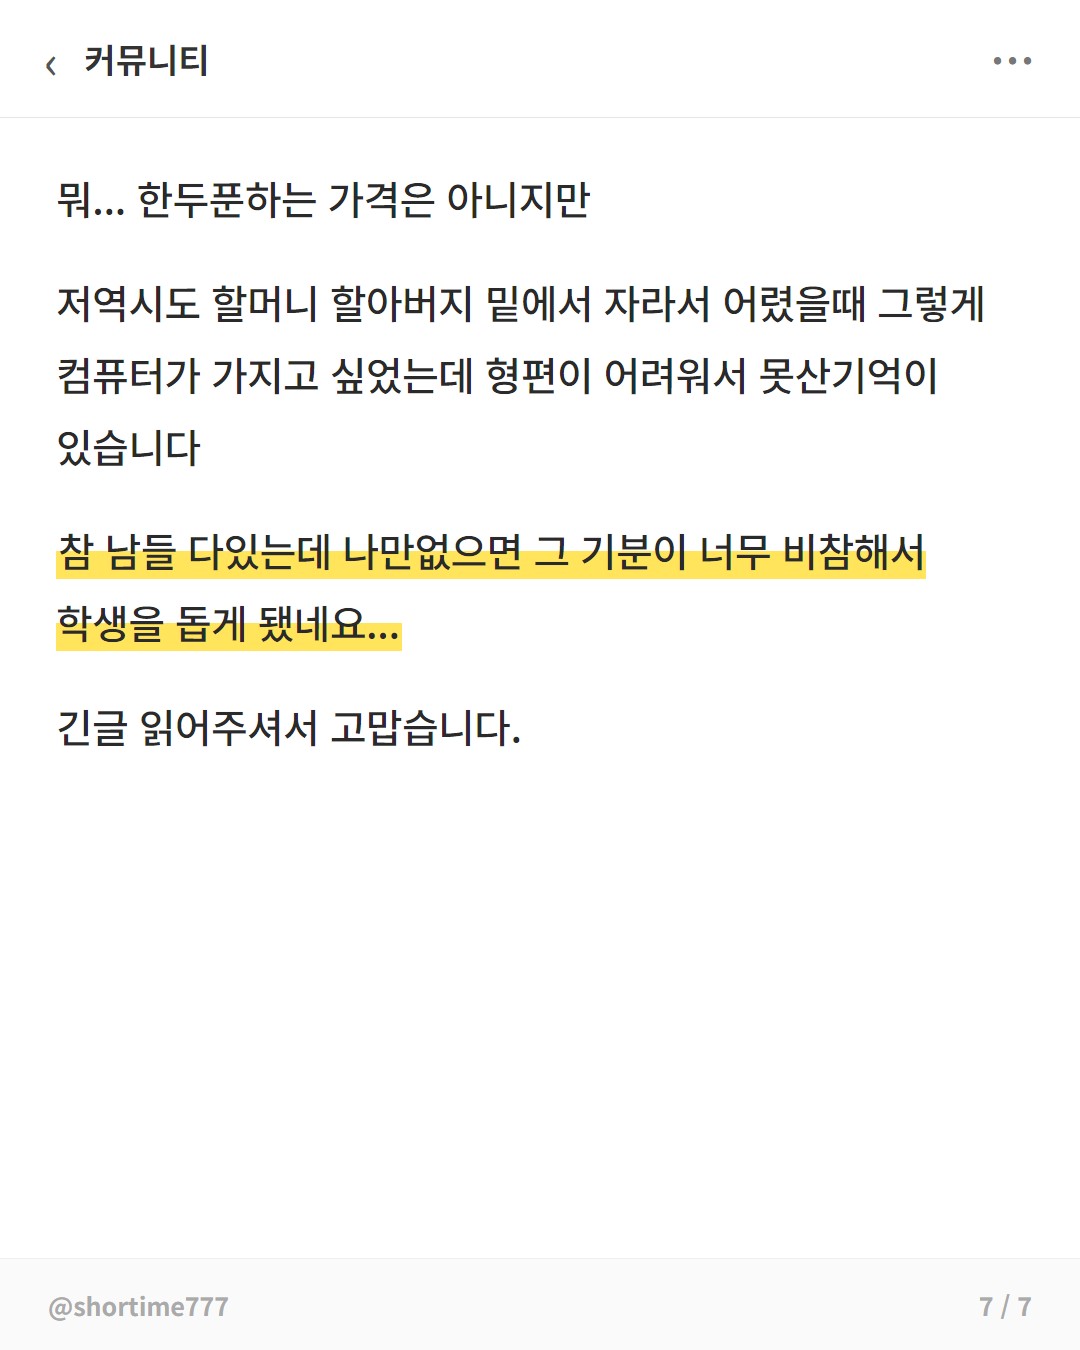 ‹ 커뮤니티 •••
뭐... 한두푼하는 가격은 아니지만
저역시도 할머니 할아버지 밑에서 자라서 어렸을때 그렇게
컴퓨터가 가지고 싶었는데 형편이 어려워서 못산기억이
있습니다
참 남들 다있는데 나만없으면 그 기분이 너무 비참해서
학생을 돕게 됐네요...
긴글 읽어주셔서 고맙습니다.
@shortime777 7 / 7